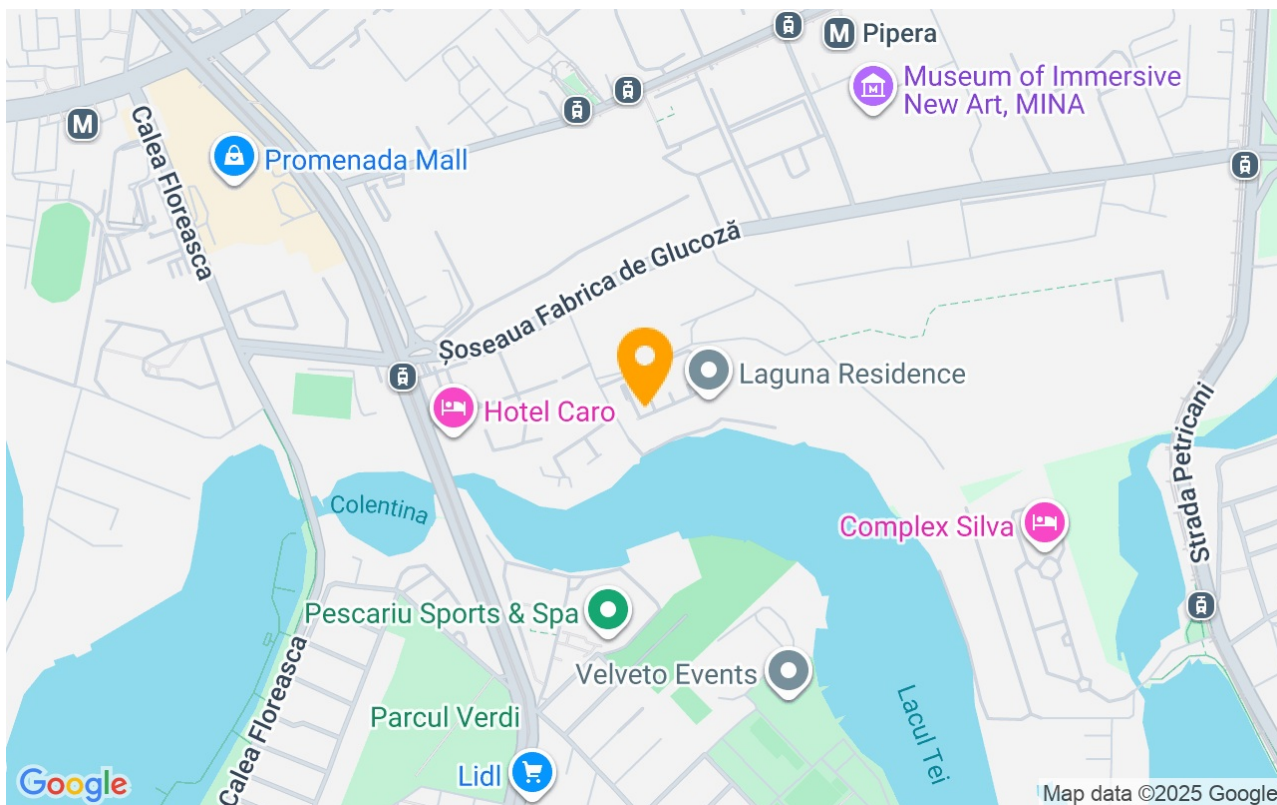 M Pipera
Museum of Immersive
New Art, MINA
M
Calea Floreasca
Promenada Mall
Șoseaua Fabrica de Glucoză
Laguna Residence
Hotel Caro
Strada Petricani
Colentina
Complex Silva
Pescariu Sports & Spa
Velveto Events
Calea Floreasca
Parcul Verdi
Lacul Tei
Lidl
Google
Map data ©2025 Google